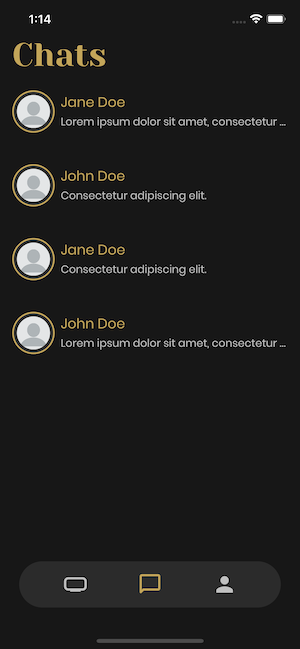 1:14
Chats
Jane Doe
Lorem ipsum dolor sit amet, consectetur ...
John Doe
Consectetur adipiscing elit.
Jane Doe
Consectetur adipiscing elit.
John Doe
Lorem ipsum dolor sit amet, consectetur ...